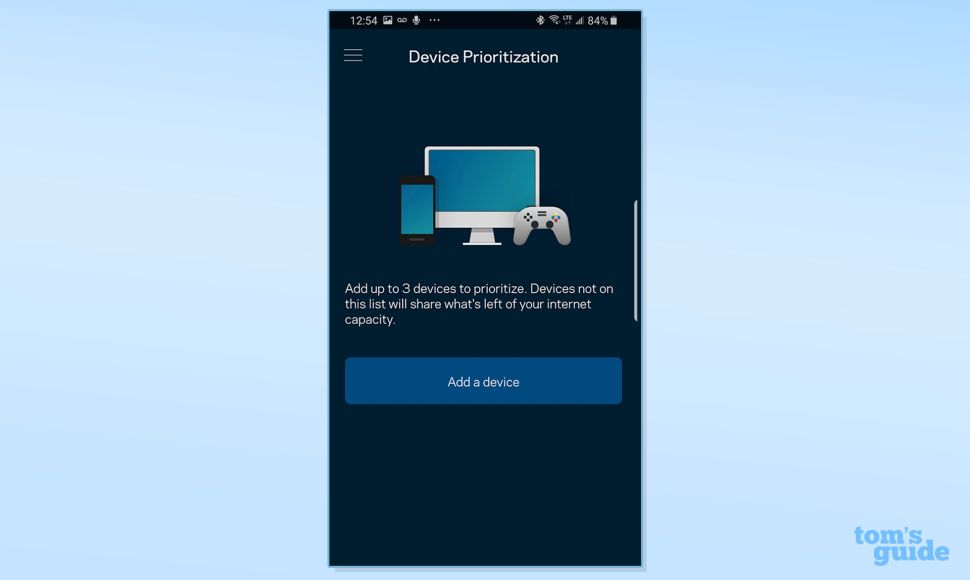 12:54 84%
LTE
Device Prioritization
Add up to 3 devices to prioritize. Devices not on
this list will share what's left of your internet
capacity.
Add a device
tom's
guide